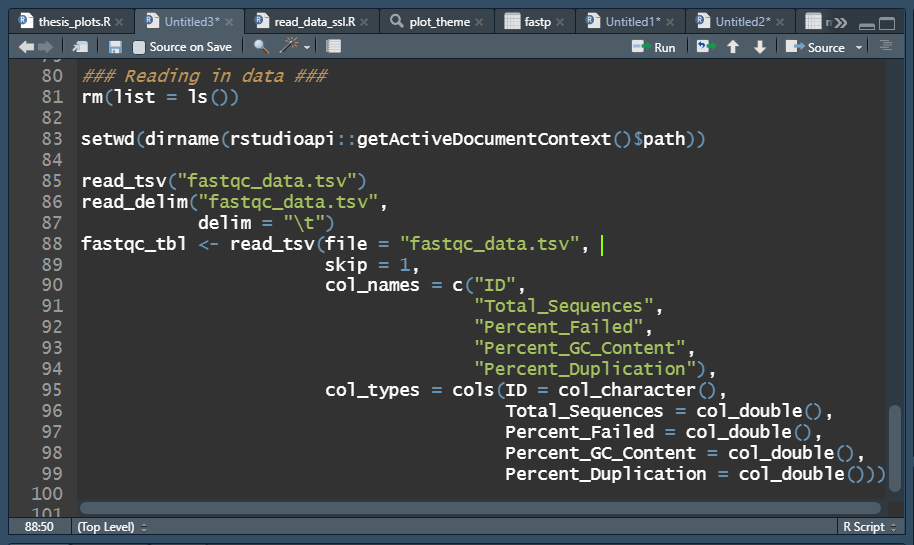 thesis_plots.R
Untitled3*
read_data_ssl.R
plot_theme
fastp
Untitled1*
Untitled2*
Source on Save
Run
Source
80 ### Reading in data ###
81 rm(list = ls())
82
83 setwd(dirname(rstudioapi::getActiveDocumentContext()$path))
84
85 read_tsv("fastqc_data.tsv")
86 read_delim("fastqc_data.tsv",
87 delim = "\t")
88 fastqc_tbl <- read_tsv(file = "fastqc_data.tsv",
89 skip = 1,
90 col_names = c("ID",
91 "Total_Sequences",
92 "Percent_Failed",
93 "Percent_GC_Content",
94 "Percent_Duplication"),
95 col_types = cols(ID = col_character(),
96 Total_Sequences = col_double(),
97 Percent_Failed = col_double(),
98 Percent_GC_Content = col_double(),
99 Percent_Duplication = col_double()))
100
101
88:50 (Top Level) R Script